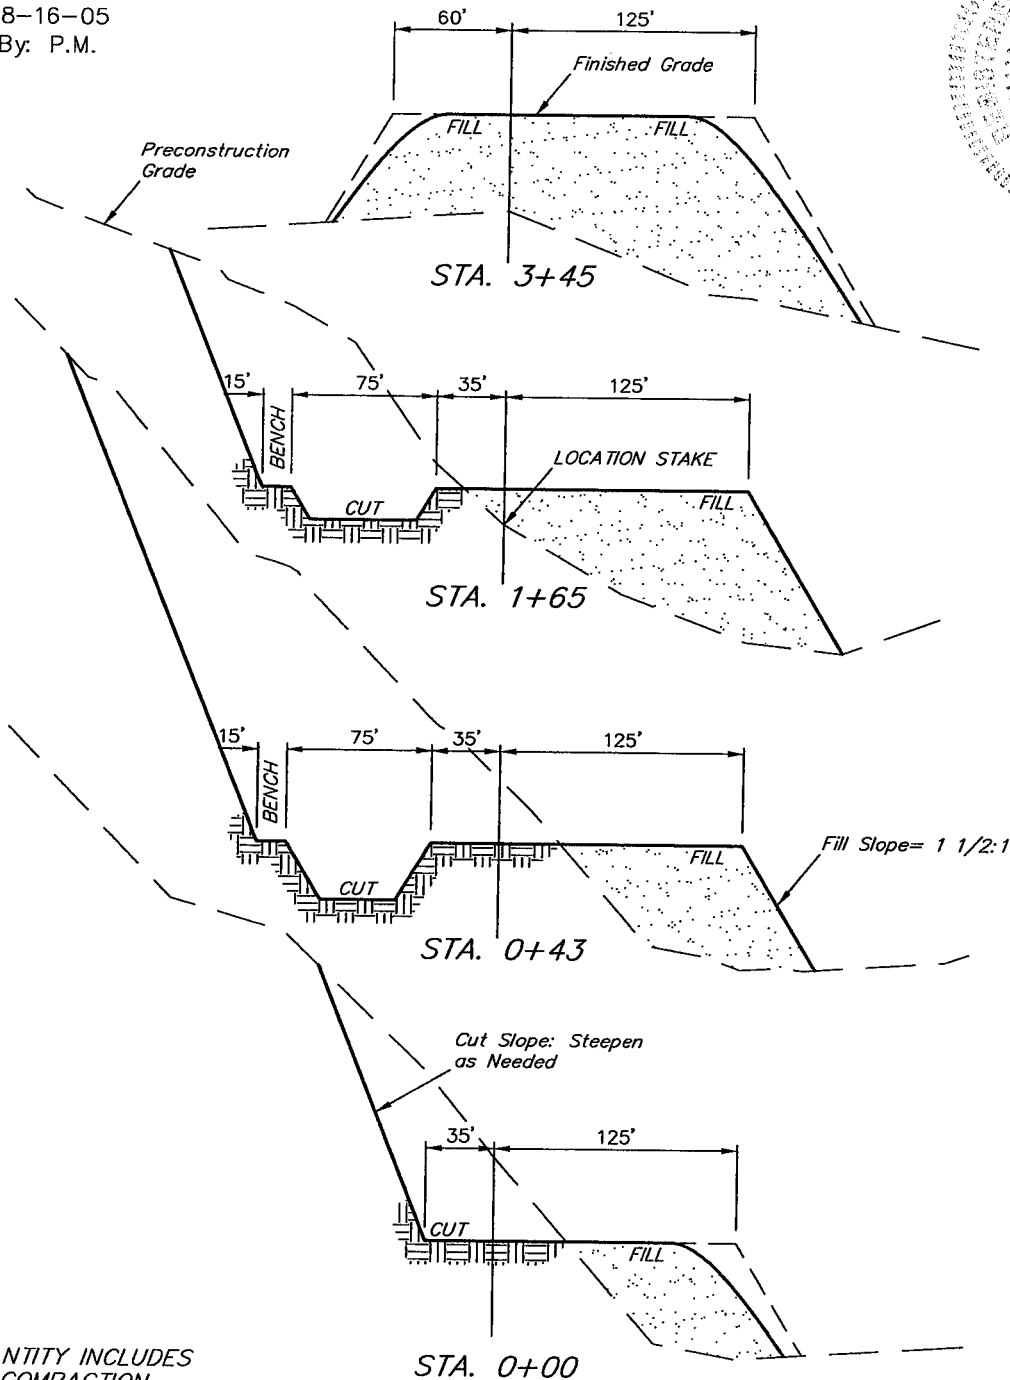 8-16-05
By: P.M.
60'
125'
Finished Grade
FILL
FILL
Preconstruction
Grade
STA. 3+45
15'
75'
35'
125'
BENCH
LOCATION STAKE
CUT
FILL
STA. 1+65
15'
75'
35'
125'
BENCH
Fill Slope= 1 1/2:1
CUT
FILL
STA. 0+43
Cut Slope: Steepen
as Needed
35'
125'
CUT
FILL
NTITY INCLUDES
COMPACTION
STA. 0+00